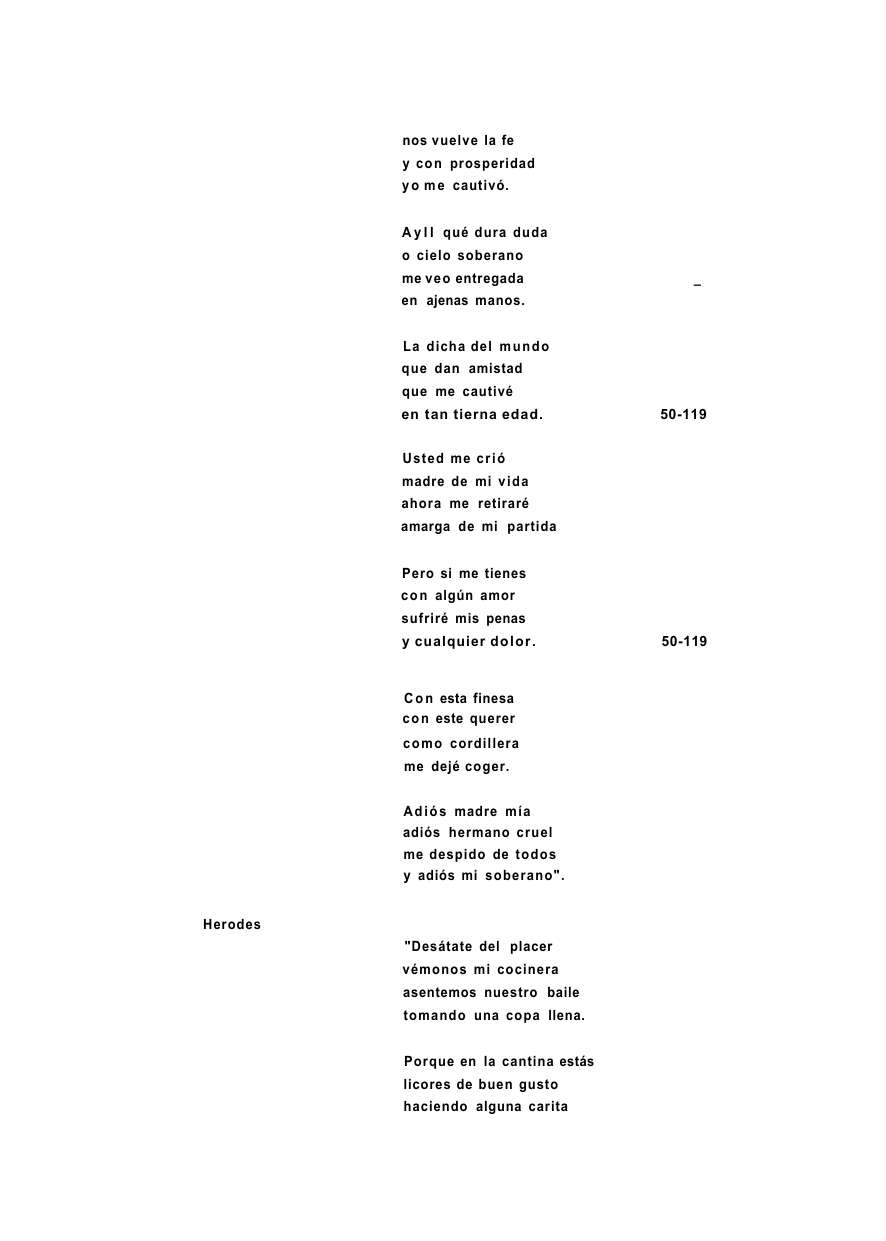 nos vuelve la fe
y con prosperidad
yo me cautivó.
Ayll qué dura duda
o cielo soberano
me veo entregada
_
en ajenas manos.
La dicha del mundo
que dan amistad
que me cautivé
en tan tierna edad. 50-119
Usted me crió
madre de mi vida
ahora me retiraré
amarga de mi partida
Pero si me tienes
con algún amor
sufriré mis penas
y cualquier dolor. 50-119
Con esta finesa
con este querer
como cordillera
me dejé coger.
Adiós madre mía
adiós hermano cruel
me despido de todos
y adiós mi soberano".
Herodes
"Desátate del placer
vémonos mi cocinera
asentemos nuestro baile
tomando una copa llena.
Porque en la cantina estás
licores de buen gusto
haciendo alguna carita